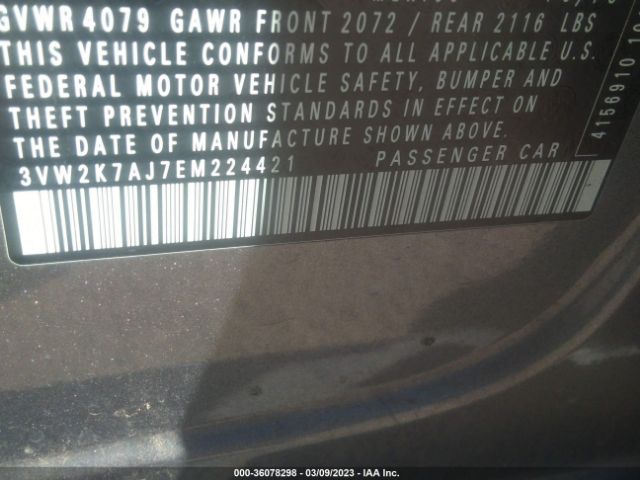 GVWR 4079 GAWR FRONT 2072 / REAR 2116 LBS
THIS VEHICLE CONFORMS TO ALL APPLICABLE U.S.
FEDERAL MOTOR VEHICLE SAFETY, BUMPER AND
THEFT PREVENTION STANDARDS IN EFFECT ON
THE DATE OF MANUFACTURE SHOWN ABOVE.
3VW2K7AJ7EM224421 PASSENGER CAR
4156910
000-36078298 - 03/09/2023 - IAA Inc.